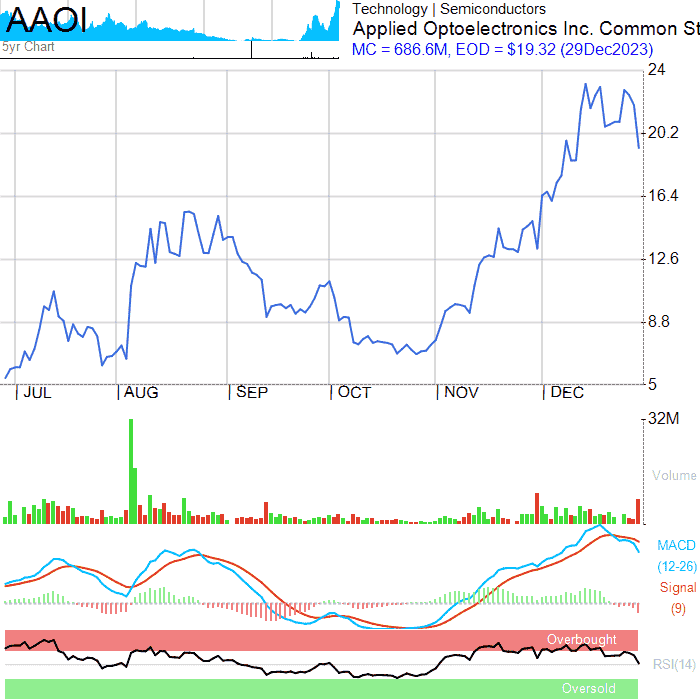 AAOI
5yr Chart
Technology | Semiconductors
Applied Optoelectronics Inc. Common St
MC = 686.6M, EOD = $19.32 (29Dec2023)
24
20.2
16.4
12.6
8.8
5
JUL
AUG
SEP
OCT
NOV
DEC
32M
Volume
MACD
(12-26)
Signal
(9)
Overbought
RSI(14)
Oversold